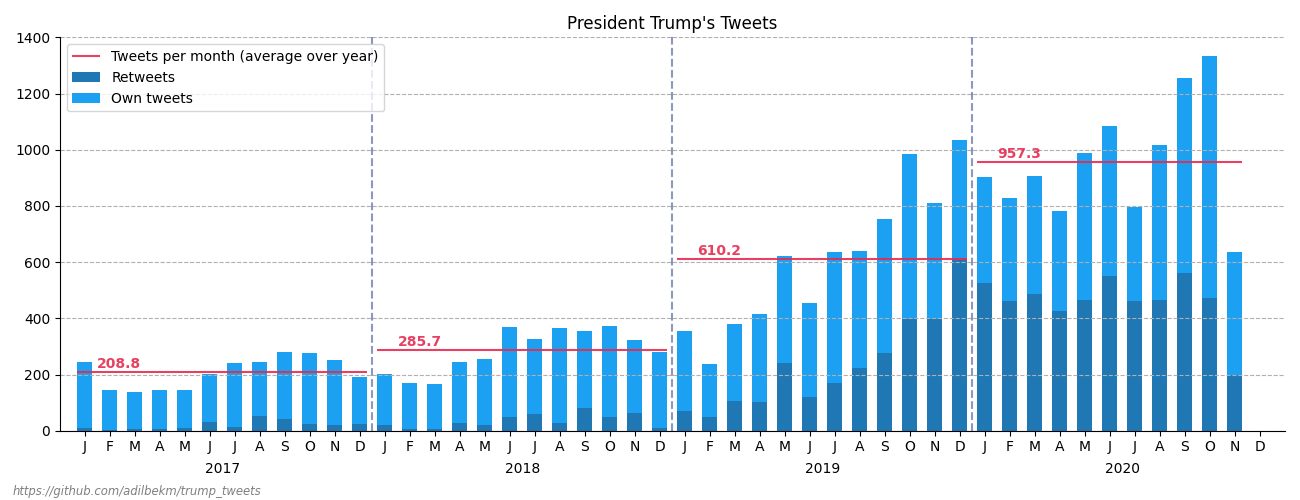 President Trump's Tweets
1400
1200
1000
800
600
400
200
0
Tweets per month (average over year)
Retweets
Own tweets
208.8
285.7
610.2
957.3
J F M A M J J A S O N D J F M A M J J A S O N D J F M A M J J A S O N D J F M A M J J A S O N D
2017 2018 2019 2020
https://github.com/adilbekm/trump_tweets